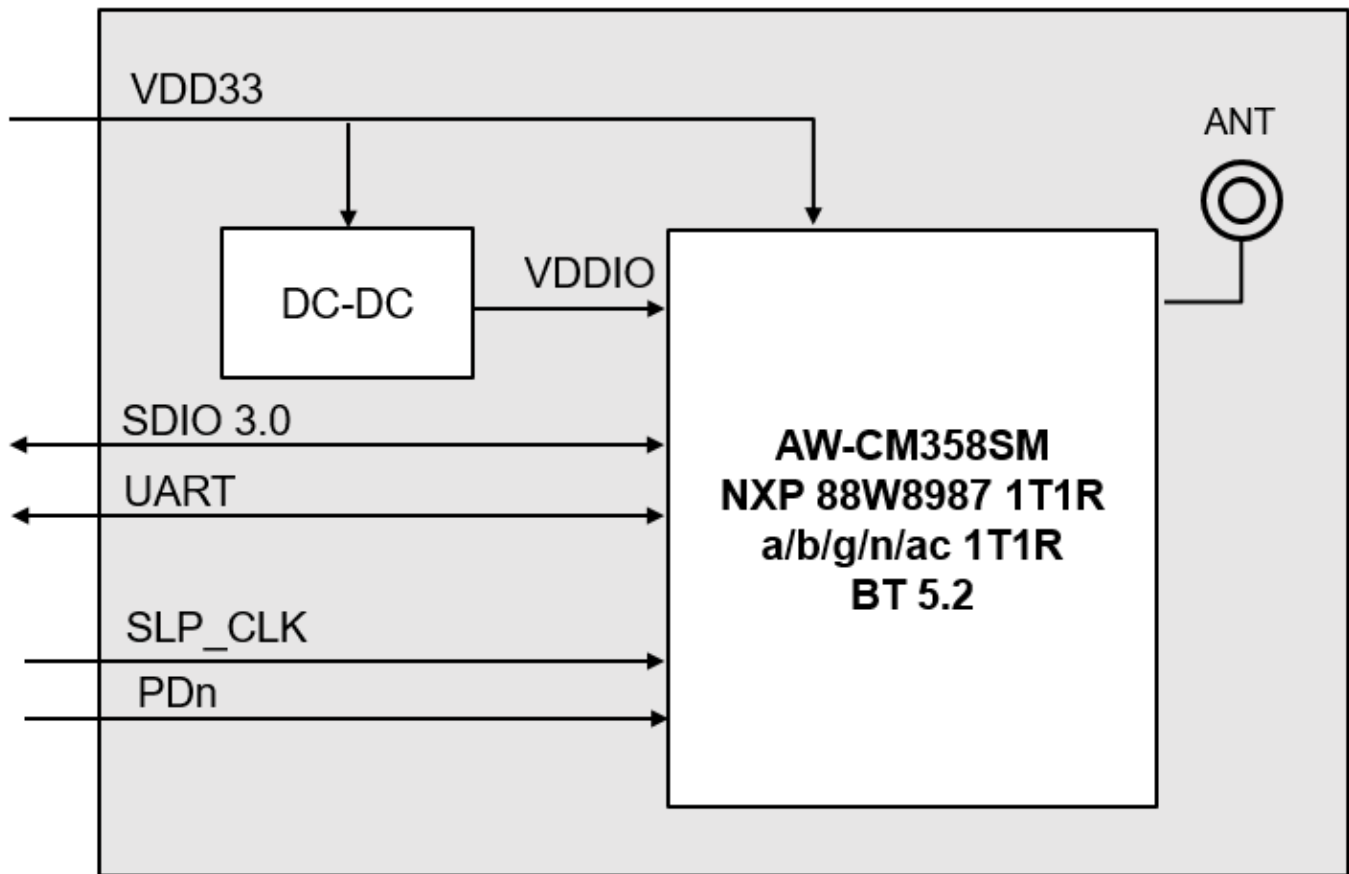 VDD33
ANT
DC-DC
VDDIO
SDIO 3.0
UART
SLP_CLK
PDn
AW-CM358SM
NXP 88W8987 1T1R
a/b/g/n/ac 1T1R
BT 5.2